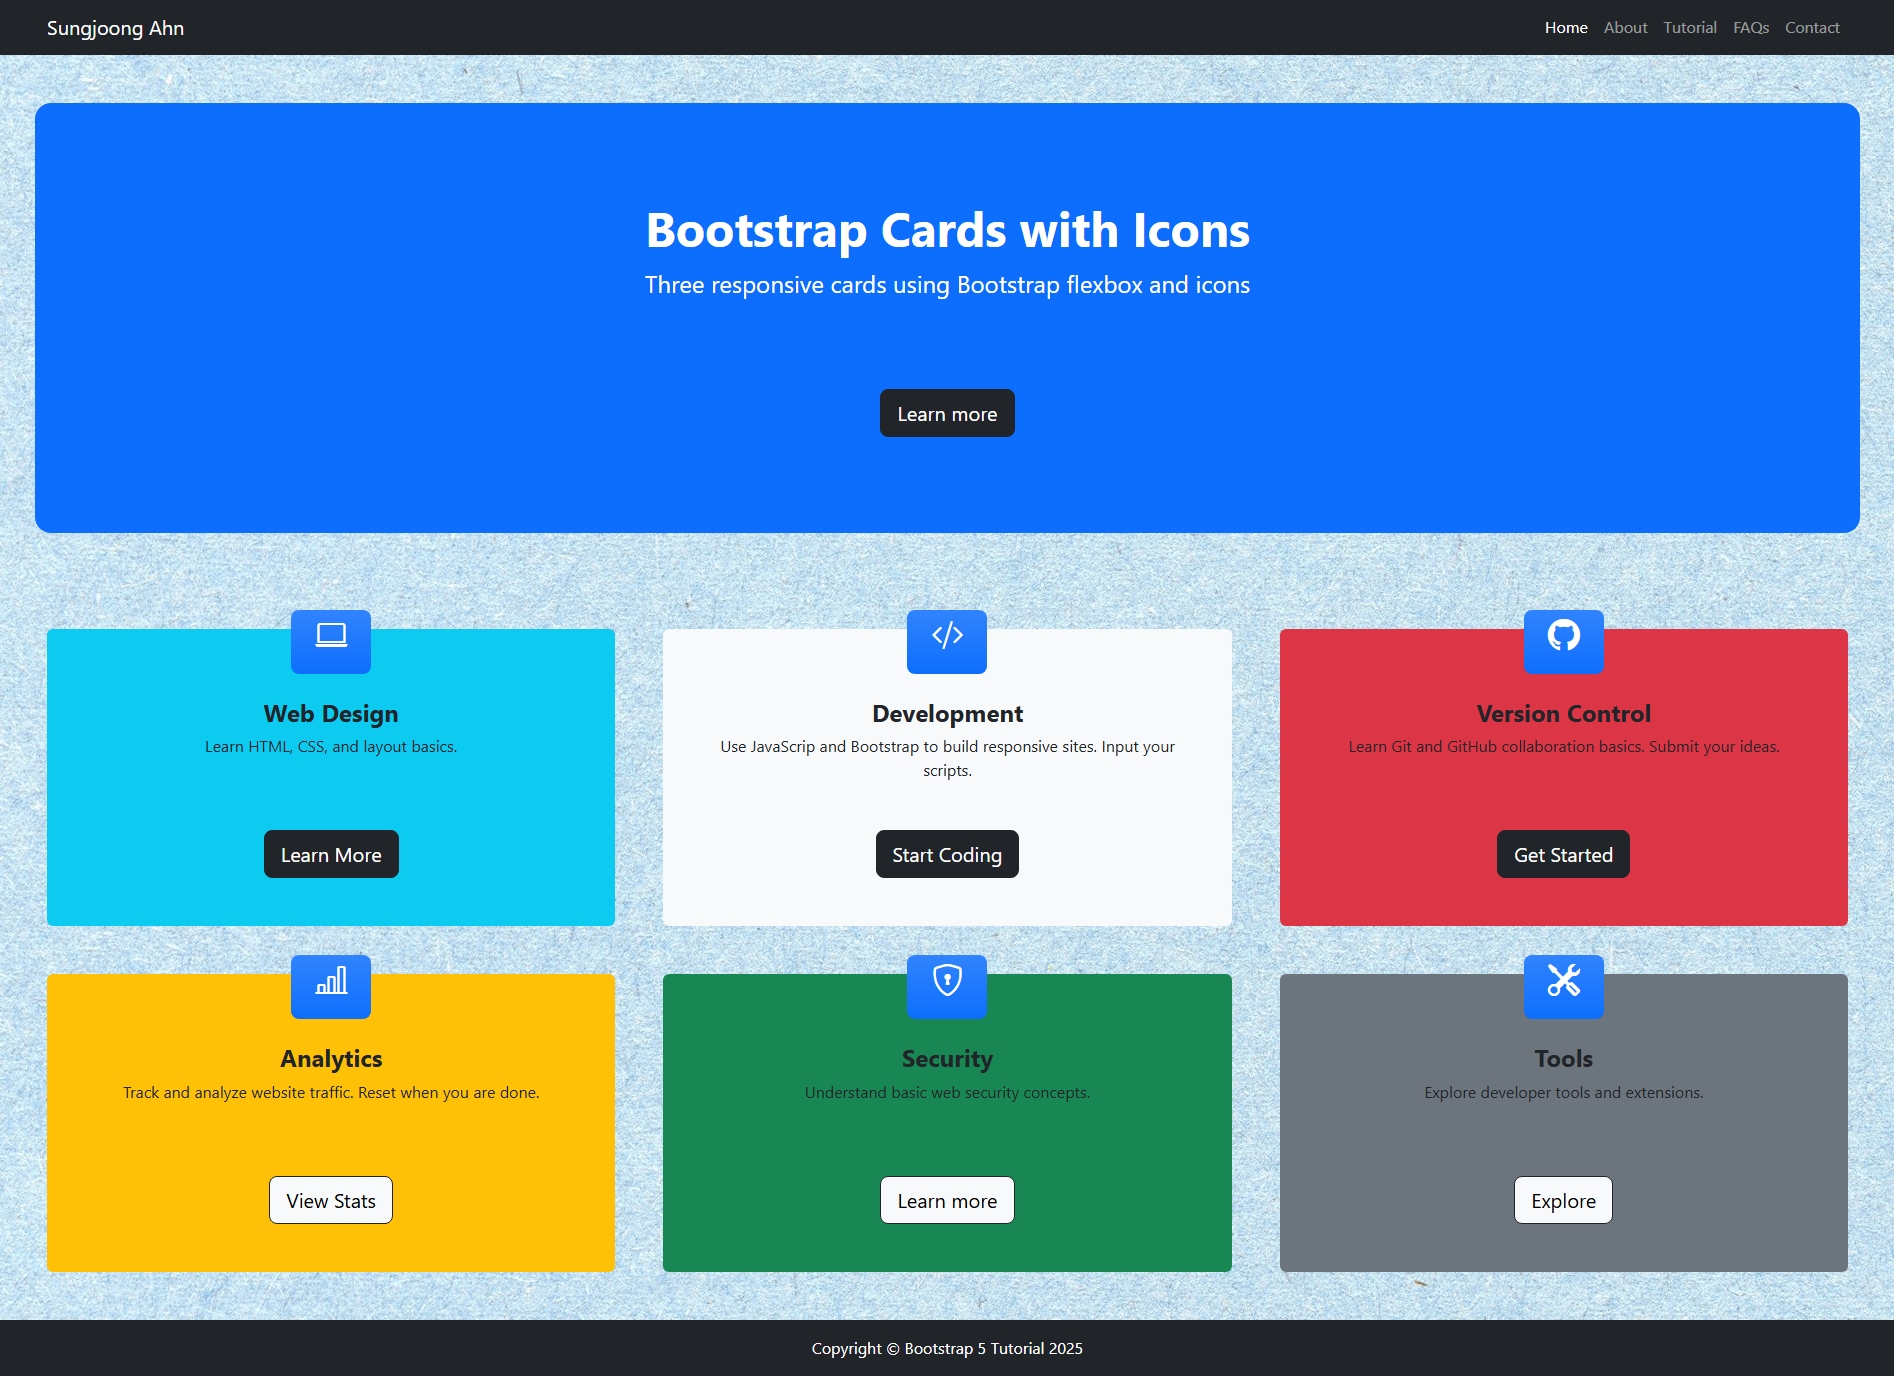 Sungjoong Ahn
Home About Tutorial FAQs Contact
Bootstrap Cards with Icons
Three responsive cards using Bootstrap flexbox and icons
Learn more
Web Design
Learn HTML, CSS, and layout basics.
Learn More
Development
Use JavaScrip and Bootstrap to build responsive sites. Input your
scripts.
Start Coding
Version Control
Learn Git and GitHub collaboration basics. Submit your ideas.
Get Started
Analytics
Track and analyze website traffic. Reset when you are done.
View Stats
Security
Understand basic web security concepts.
Learn more
Tools
Explore developer tools and extensions.
Explore
Copyright © Bootstrap 5 Tutorial 2025